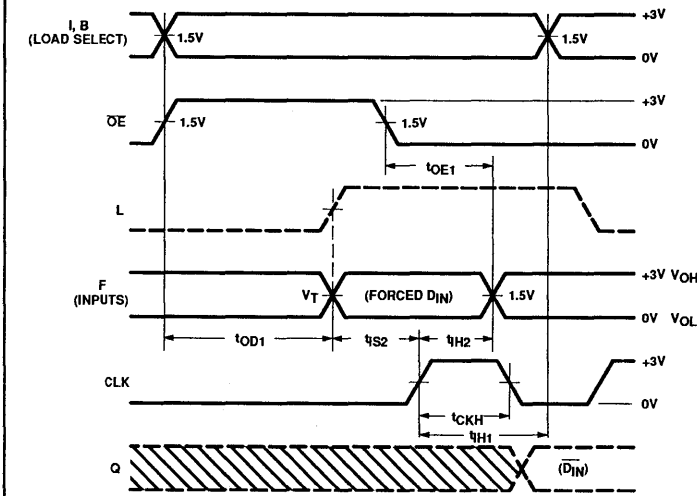 I, B
(LOAD SELECT)
1.5V
1.5V
+3V
0V
OE
1.5V
1.5V
+3V
0V
tOE1
L
F
(INPUTS)
VT
(FORCED DIN)
1.5V
+3V VOH
0V VOL
tOD1
tIS2
tIH2
CLK
+3V
0V
tCKH
tIH1
Q
(DIN)